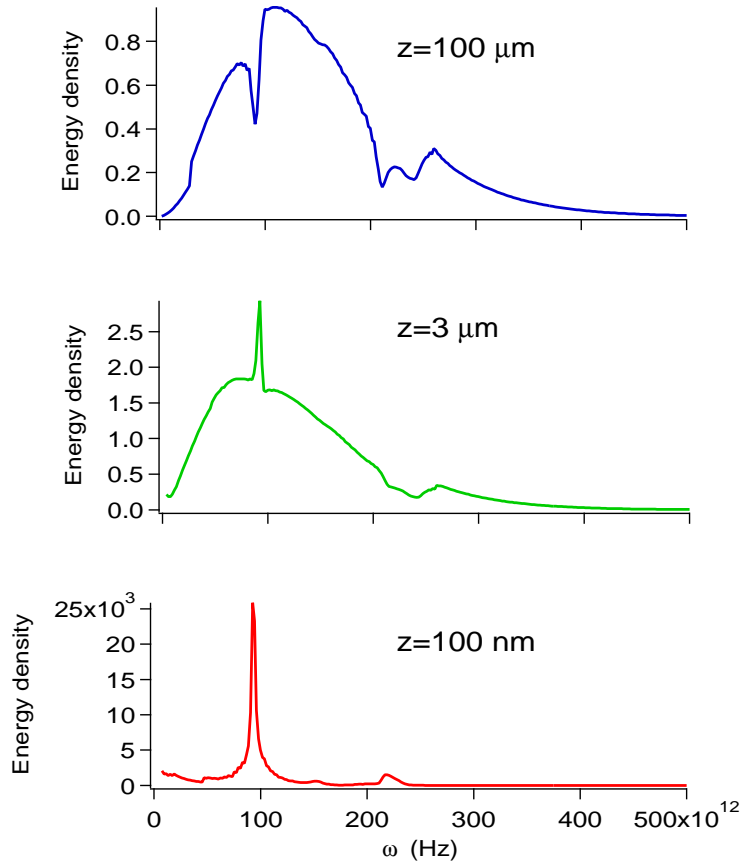 Energy density
0.8
0.6
0.4
0.2
0.0
z=100 μm
Energy density
2.5
2.0
1.5
1.0
0.5
0.0
z=3 μm
Energy density
25x10³
20
15
10
5
0
z=100 nm
0 100 200 300 400 500x10¹²
ω (Hz)